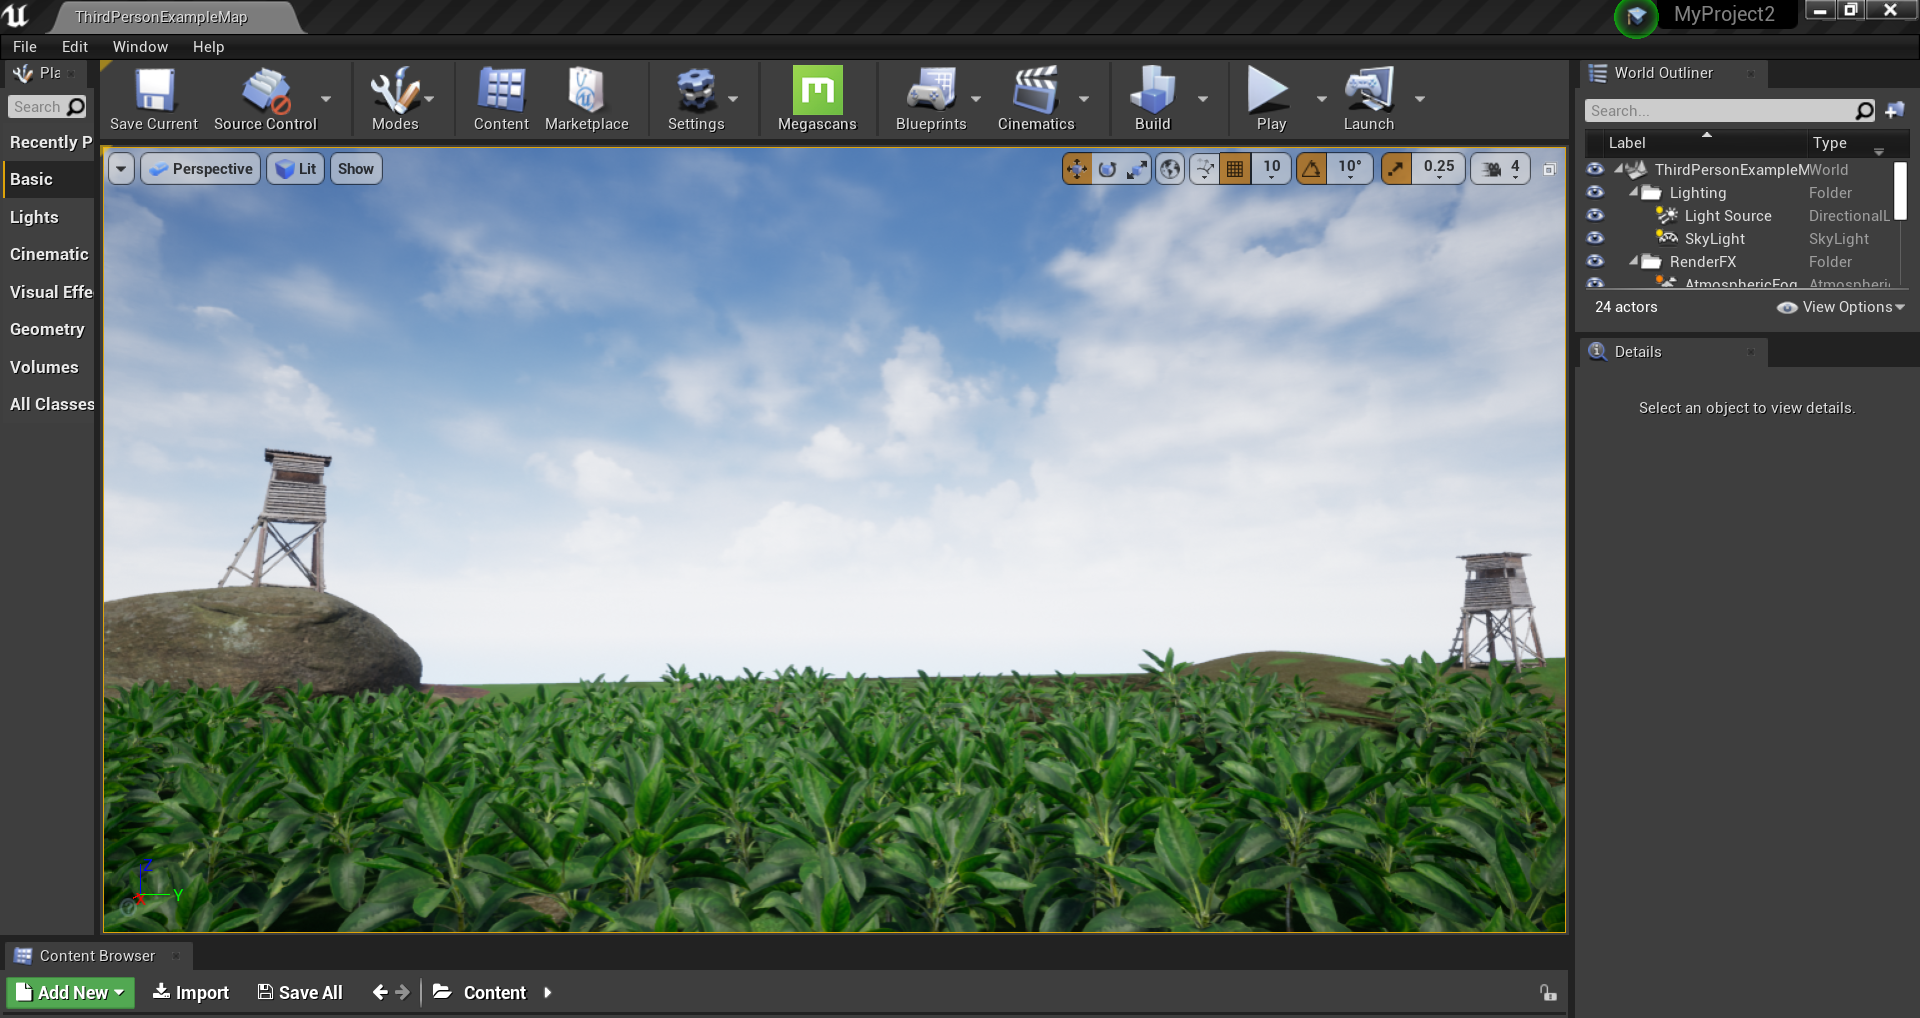 ThirdPersonExampleMap
MyProject2
File Edit Window Help
Pla
Search
Recently P
Basic
Lights
Cinematic
Visual Effe
Geometry
Volumes
All Classes
Save Current Source Control Modes Content Marketplace Settings Megascans Blueprints Cinematics Build Play Launch
Perspective Lit Show
10 10° 0.25 4
Z
Y
X
World Outliner
Search...
Label Type
ThirdPersonExampleM World
Lighting Folder
Light Source DirectionalL
SkyLight SkyLight
RenderFX Folder
AtmosphericFog Atmospheri
24 actors View Options
Details
Select an object to view details.
Content Browser
Add New Import Save All Content